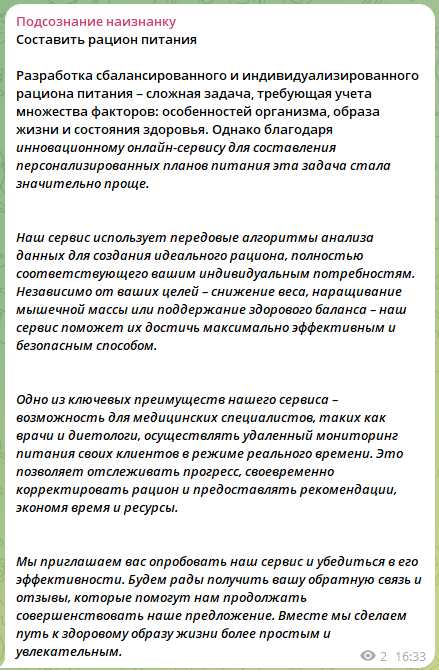 Подсознание наизнанку
Составить рацион питания
Разработка сбалансированного и индивидуализированного
рациона питания – сложная задача, требующая учета
множества факторов: особенностей организма, образа
жизни и состояния здоровья. Однако благодаря
инновационному онлайн-сервису для составления
персонализированных планов питания эта задача стала
значительно проще.
Наш сервис использует передовые алгоритмы анализа
данных для создания идеального рациона, полностью
соответствующего вашим индивидуальным потребностям.
Независимо от ваших целей – снижение веса, наращивание
мышечной массы или поддержание здорового баланса – наш
сервис поможет их достичь максимально эффективным и
безопасным способом.
Одно из ключевых преимуществ нашего сервиса –
возможность для медицинских специалистов, таких как
врачи и диетологи, осуществлять удаленный мониторинг
питания своих клиентов в режиме реального времени. Это
позволяет отслеживать прогресс, своевременно
корректировать рацион и предоставлять рекомендации,
экономя время и ресурсы.
Мы приглашаем вас опробовать наш сервис и убедиться в его
эффективности. Будем рады получить вашу обратную связь и
отзывы, которые помогут нам продолжать
совершенствовать наше предложение. Вместе мы сделаем
путь к здоровому образу жизни более простым и
увлекательным.
2 16:33